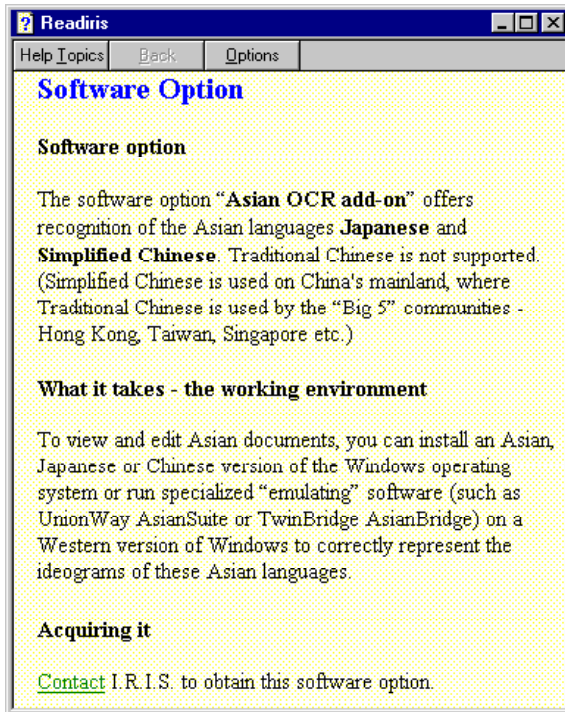 Readiris
Help Topics Back Options
Software Option
Software option
The software option “Asian OCR add-on” offers
recognition of the Asian languages Japanese and
Simplified Chinese. Traditional Chinese is not supported.
(Simplified Chinese is used on China's mainland, where
Traditional Chinese is used by the “Big 5” communities -
Hong Kong, Taiwan, Singapore etc.)
What it takes - the working environment
To view and edit Asian documents, you can install an Asian,
Japanese or Chinese version of the Windows operating
system or run specialized “emulating” software (such as
UnionWay AsianSuite or TwinBridge AsianBridge) on a
Western version of Windows to correctly represent the
ideograms of these Asian languages.
Acquiring it
Contact I.R.I.S. to obtain this software option.